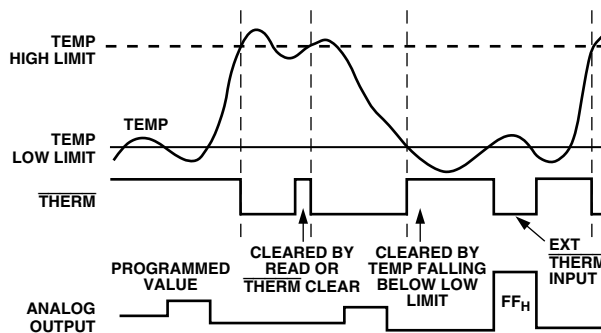 TEMP
HIGH LIMIT
TEMP
TEMP
LOW LIMIT
THERM
CLEARED BY
READ OR
THERM CLEAR
CLEARED BY
TEMP FALLING
BELOW LOW
LIMIT
EXT
THERM
INPUT
PROGRAMMED
VALUE
FFH
ANALOG
OUTPUT